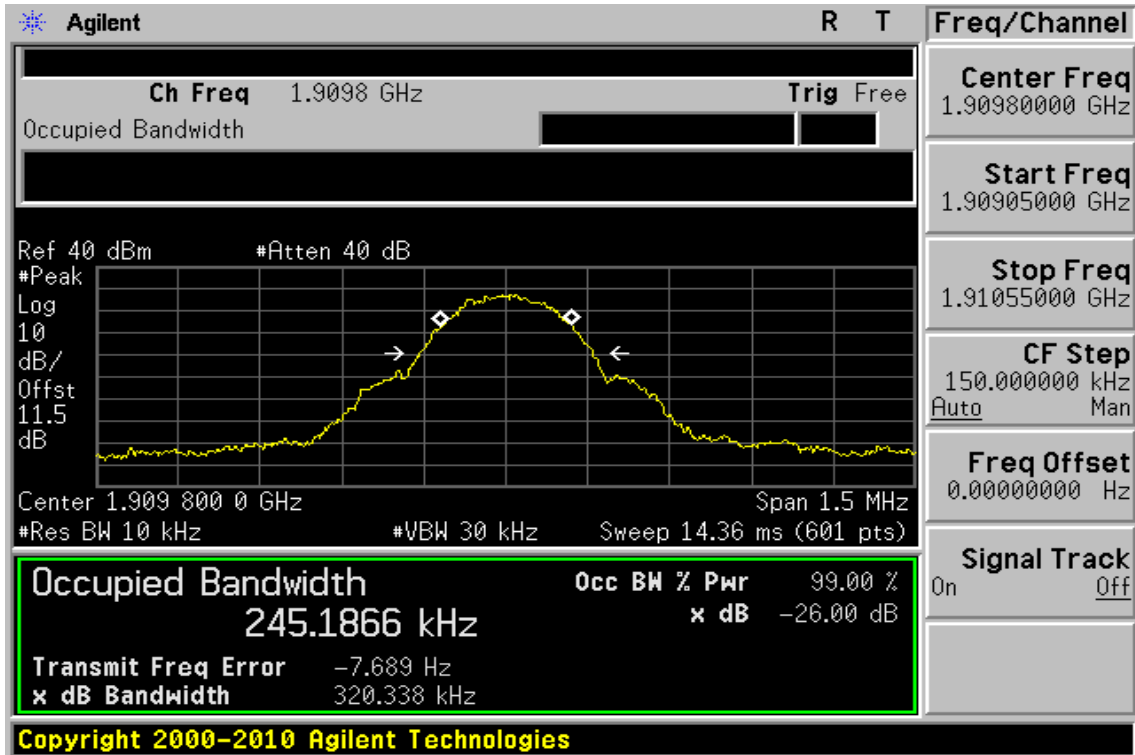 Agilent R T
Freq/Channel
Ch Freq 1.9098 GHz Trig Free
Occupied Bandwidth
Center Freq
1.90980000 GHz
Start Freq
1.90905000 GHz
Stop Freq
1.91055000 GHz
CF Step
150.000000 kHz
Auto Man
Freq Offset
0.00000000 Hz
Signal Track
On Off
Ref 40 dBm #Atten 40 dB
#Peak
Log
10
dB/
Offst
11.5
dB
Center 1.909 800 0 GHz Span 1.5 MHz
#Res BW 10 kHz #VBW 30 kHz Sweep 14.36 ms (601 pts)
Occupied Bandwidth Occ BW % Pwr 99.00 %
245.1866 kHz x dB -26.00 dB
Transmit Freq Error -7.689 Hz
x dB Bandwidth 320.338 kHz
Copyright 2000-2010 Agilent Technologies